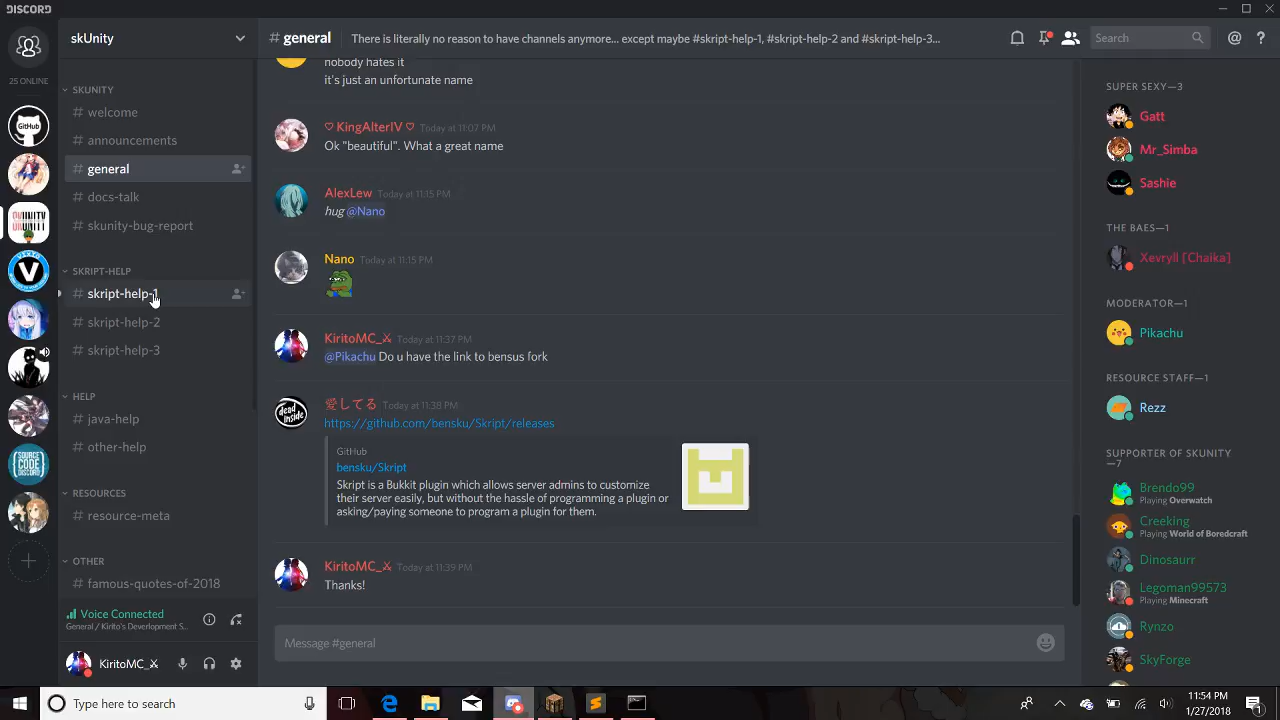 DISCORD
skUnity
# general
There is literally no reason to have channels anymore... except maybe #skript-help-1, #skript-help-2 and #skript-help-3...
Search
25 ONLINE
GitHub
SKUNITY
UNITY
V
SOURCE
CODE
DISCORD
SKUNITY
# welcome
# announcements
# general
# docs-talk
# skunity-bug-report
SKRIPT-HELP
# skript-help-1
# skript-help-2
# skript-help-3
HELP
# java-help
# other-help
RESOURCES
# resource-meta
OTHER
# famous-quotes-of-2018
Voice Connected
General / Kirito's Development S...
KiritoMC_⚔
nobody hates it
it's just an unfortunate name
♡ KingAlterIV ♡ Today at 11:07 PM
Ok "beautiful". What a great name
AlexLew Today at 11:15 PM
hug @Nano
Nano Today at 11:15 PM
KiritoMC_⚔ Today at 11:37 PM
@Pikachu Do u have the link to bensus fork
dead
inside
愛してる Today at 11:38 PM
https://github.com/bensku/Skript/releases
GitHub
bensku/Skript
Skript is a Bukkit plugin which allows server admins to customize
their server easily, but without the hassle of programming a plugin or
asking/paying someone to program a plugin for them.
KiritoMC_⚔ Today at 11:39 PM
Thanks!
Message #general
SUPER SEXY—3
Gatt
Mr_Simba
Sashie
THE BAES—1
Xevryll [Chaika]
MODERATOR—1
Pikachu
RESOURCE STAFF—1
Rezz
SUPPORTER OF SKUNITY
—7
Brendo99
Playing Overwatch
Creeking
Playing World of Boredcraft
Dinosaurr
Legoman99573
Playing Minecraft
Rynzo
SkyForge
Type here to search
11:54 PM
1/27/2018